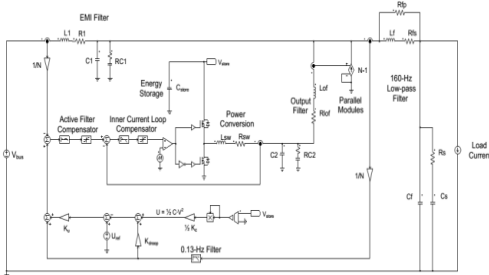 EMI Filter
Rfp
L1
R1
Lf
Rfs
C1
RC1
1/N
Vstore
Energy
Storage
Cstore
N-1
Lof
160-Hz
Low-pass
Filter
Output
Filter
Parallel
Modules
Rlof
Active Filter
Compensator
Inner Current Loop
Compensator
Power
Conversion
Lsw
Rsw
Rs
Vbus
C2
RC2
Load
Current
1/N
Cf
Cs
U = ½ C·V²
Vstore
Uref
½ Kc
Kdroop
0.13-Hz Filter